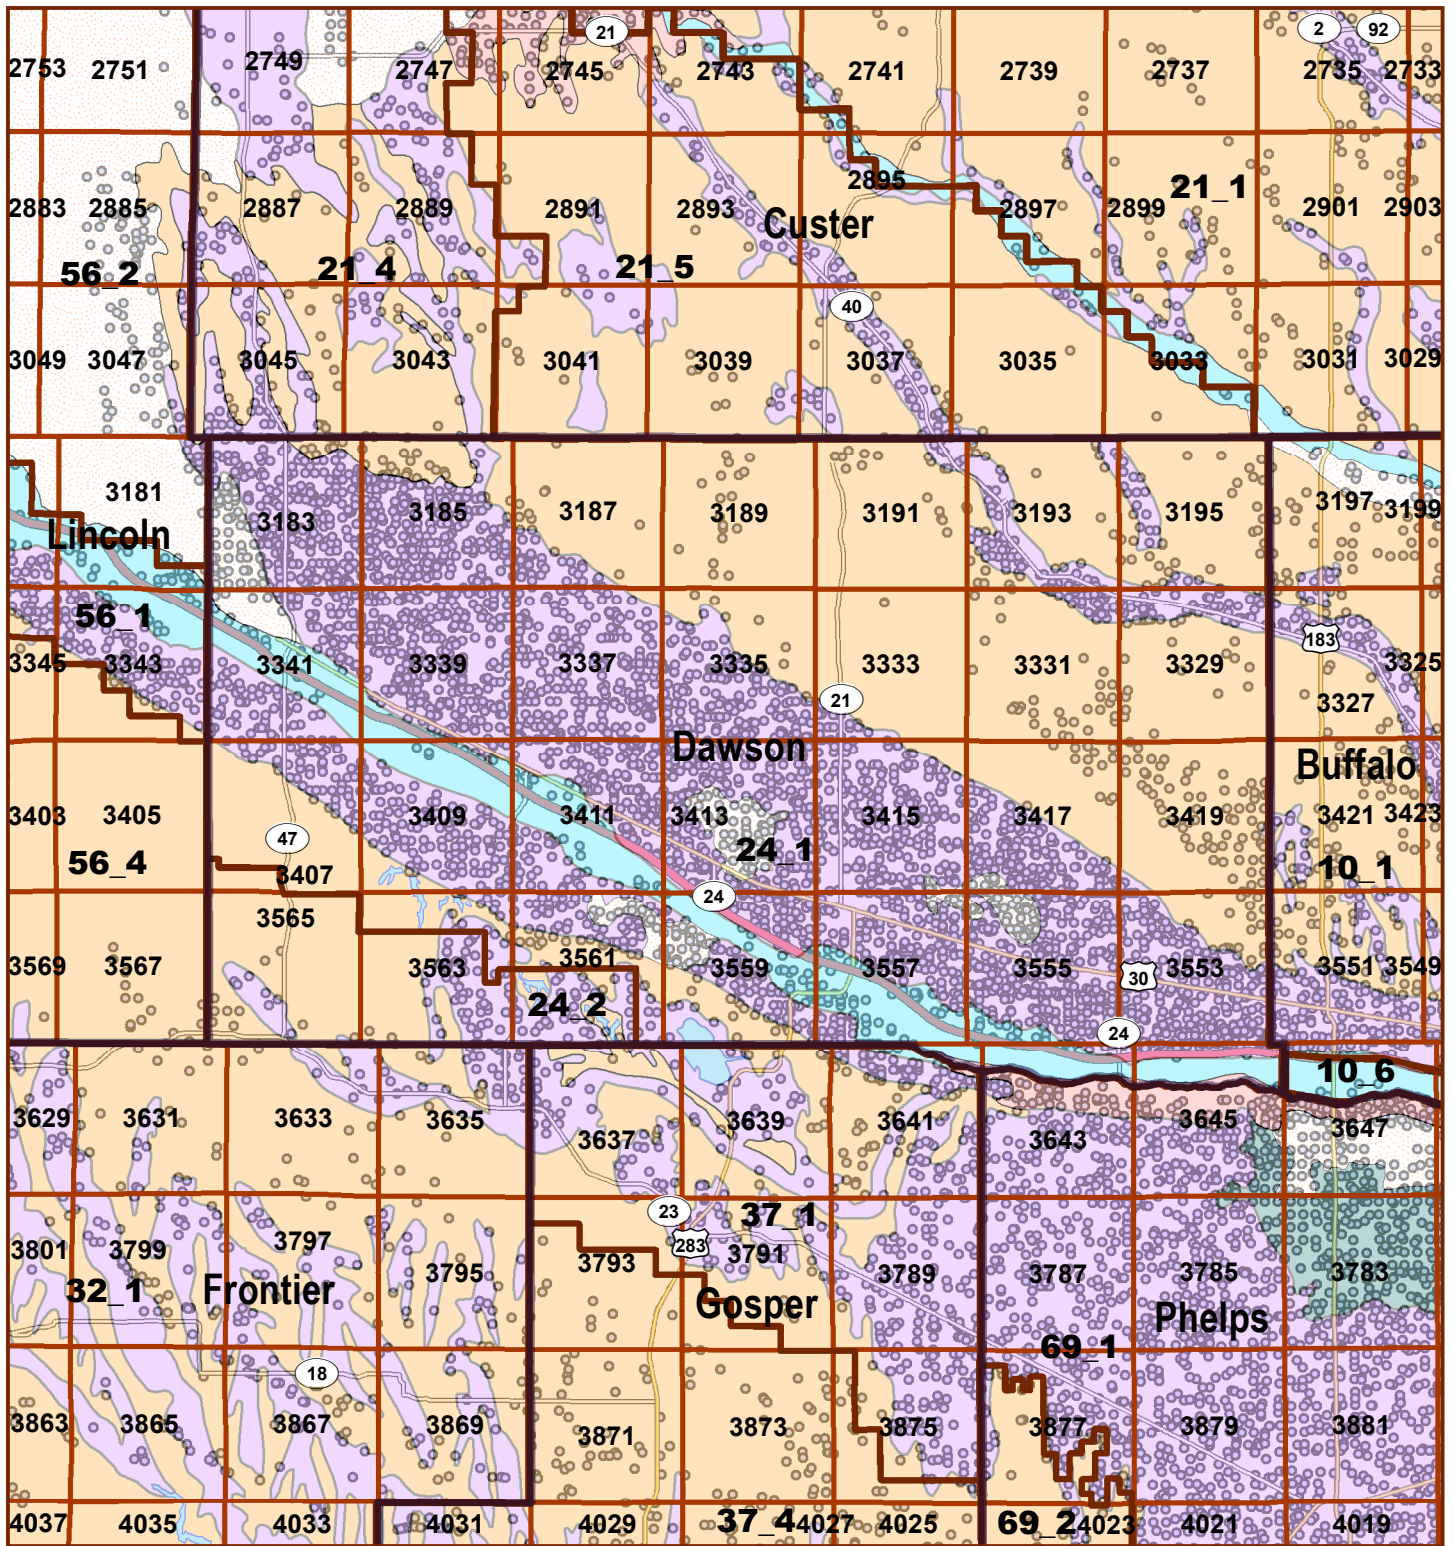 21 2 92
2753 2751 2749 2747 2745 2743 2741 2739 2737 2735 2733
2883 2885 2887 2889 2891 2893 2895 2897 2899 2901 2903
21_1
Custer
56_2 21_4 21_5
40
3049 3047 3045 3043 3041 3039 3037 3035 3033 3031 3029
3181 3183 3185 3187 3189 3191 3193 3195 3197 3199
Lincoln
56_1
183
3345 3343 3341 3339 3337 3335 3333 3331 3329 3325
21 3327
Dawson Buffalo
3403 3405 3409 3411 3413 3415 3417 3419 3421 3423
47
56_4 3407 24_1 10_1
24
3565
3569 3567 3563 3561 3559 3557 3555 30 3553 3551 3549
24_2
24
10_6
3629 3631 3633 3635 3637 3639 3641 3643 3645 3647
23 37_1
283
3801 3799 3797 3795 3793 3791 3789 3787 3785 3783
32_1 Frontier Gosper Phelps
69_1
18
3863 3865 3867 3869 3871 3873 3875 3877 3879 3881
4037 4035 4033 4031 4029 37_4 4027 4025 69_2 4023 4021 4019